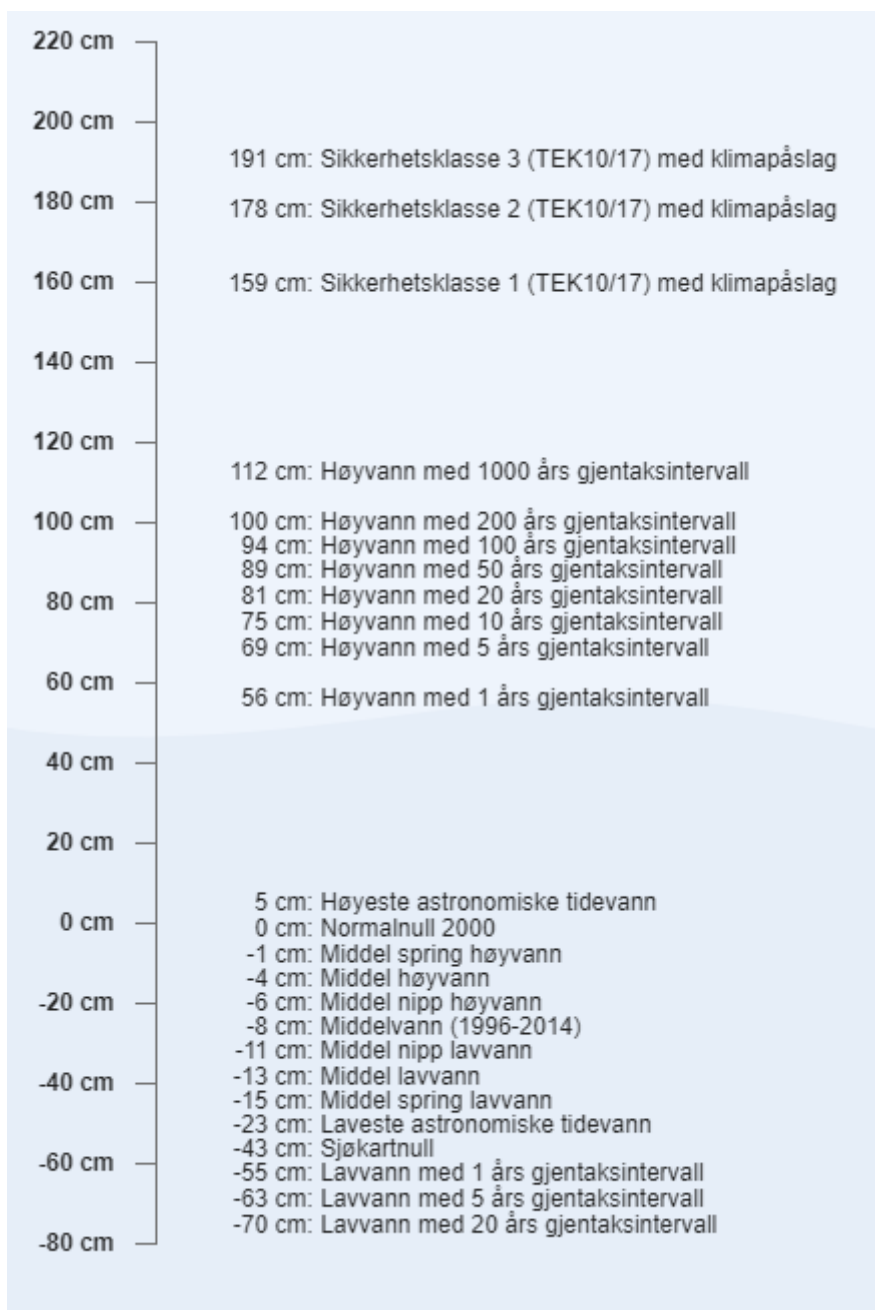 220 cm
200 cm
191 cm: Sikkerhetsklasse 3 (TEK10/17) med klimapåslag
180 cm
178 cm: Sikkerhetsklasse 2 (TEK10/17) med klimapåslag
160 cm
159 cm: Sikkerhetsklasse 1 (TEK10/17) med klimapåslag
140 cm
120 cm
112 cm: Høyvann med 1000 års gjentaksintervall
100 cm
100 cm: Høyvann med 200 års gjentaksintervall
94 cm: Høyvann med 100 års gjentaksintervall
89 cm: Høyvann med 50 års gjentaksintervall
80 cm
81 cm: Høyvann med 20 års gjentaksintervall
75 cm: Høyvann med 10 års gjentaksintervall
69 cm: Høyvann med 5 års gjentaksintervall
60 cm
56 cm: Høyvann med 1 års gjentaksintervall
40 cm
20 cm
5 cm: Høyeste astronomiske tidevann
0 cm
0 cm: Normalnull 2000
-1 cm: Middel spring høyvann
-4 cm: Middel høyvann
-20 cm
-6 cm: Middel nipp høyvann
-8 cm: Middelvann (1996-2014)
-11 cm: Middel nipp lavvann
-40 cm
-13 cm: Middel lavvann
-15 cm: Middel spring lavvann
-23 cm: Laveste astronomiske tidevann
-43 cm: Sjøkartnull
-60 cm
-55 cm: Lavvann med 1 års gjentaksintervall
-63 cm: Lavvann med 5 års gjentaksintervall
-70 cm: Lavvann med 20 års gjentaksintervall
-80 cm